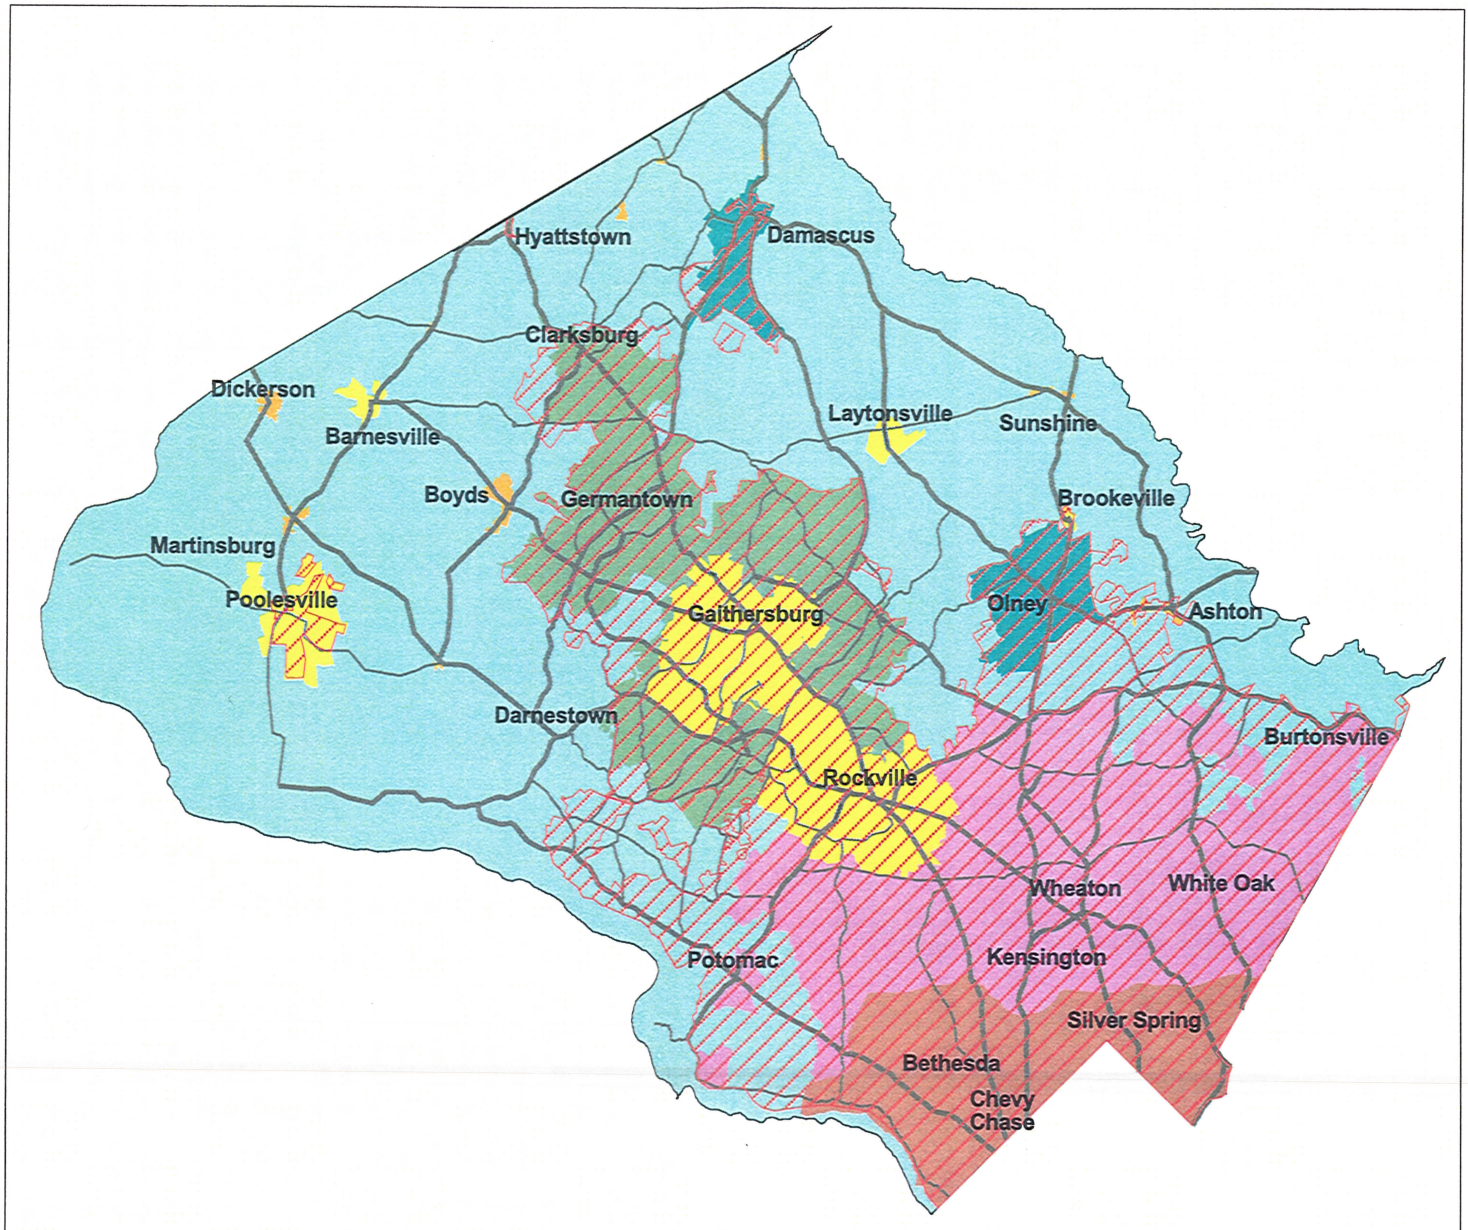 Hyattstown
Damascus
Clarksburg
Dickerson
Barnesville
Laytonsville
Sunshine
Boyds
Germantown
Brookeville
Martinsburg
Poolesville
Gaithersburg
Olney
Ashton
Darnestown
Burtonsville
Rockville
Wheaton
White Oak
Potomac
Kensington
Silver Spring
Bethesda
Chevy
Chase